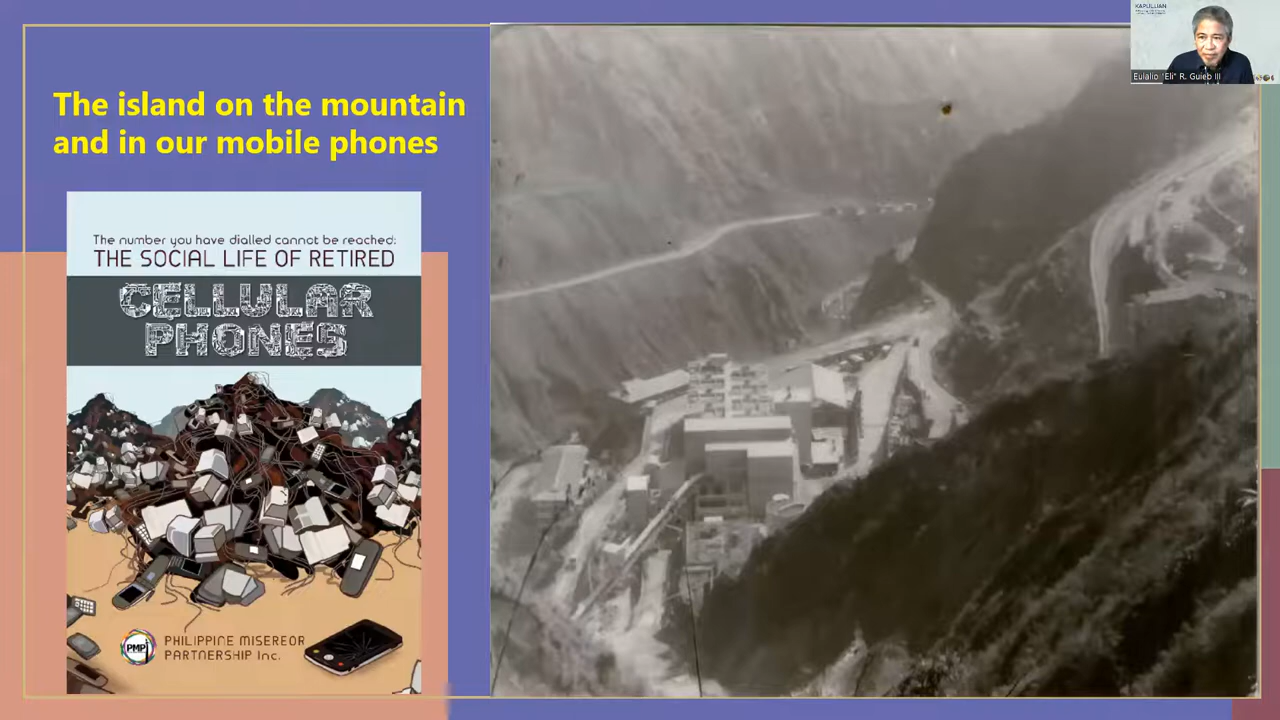 The island on the mountain
and in our mobile phones
The number you have dialled cannot be reached:
THE SOCIAL LIFE OF RETIRED
CELLULAR
PHONES
PMPi
PHILIPPINE MISEREOR
PARTNERSHIP Inc.
KAPULUAN
Eulalio "Eli" R. Guieb III